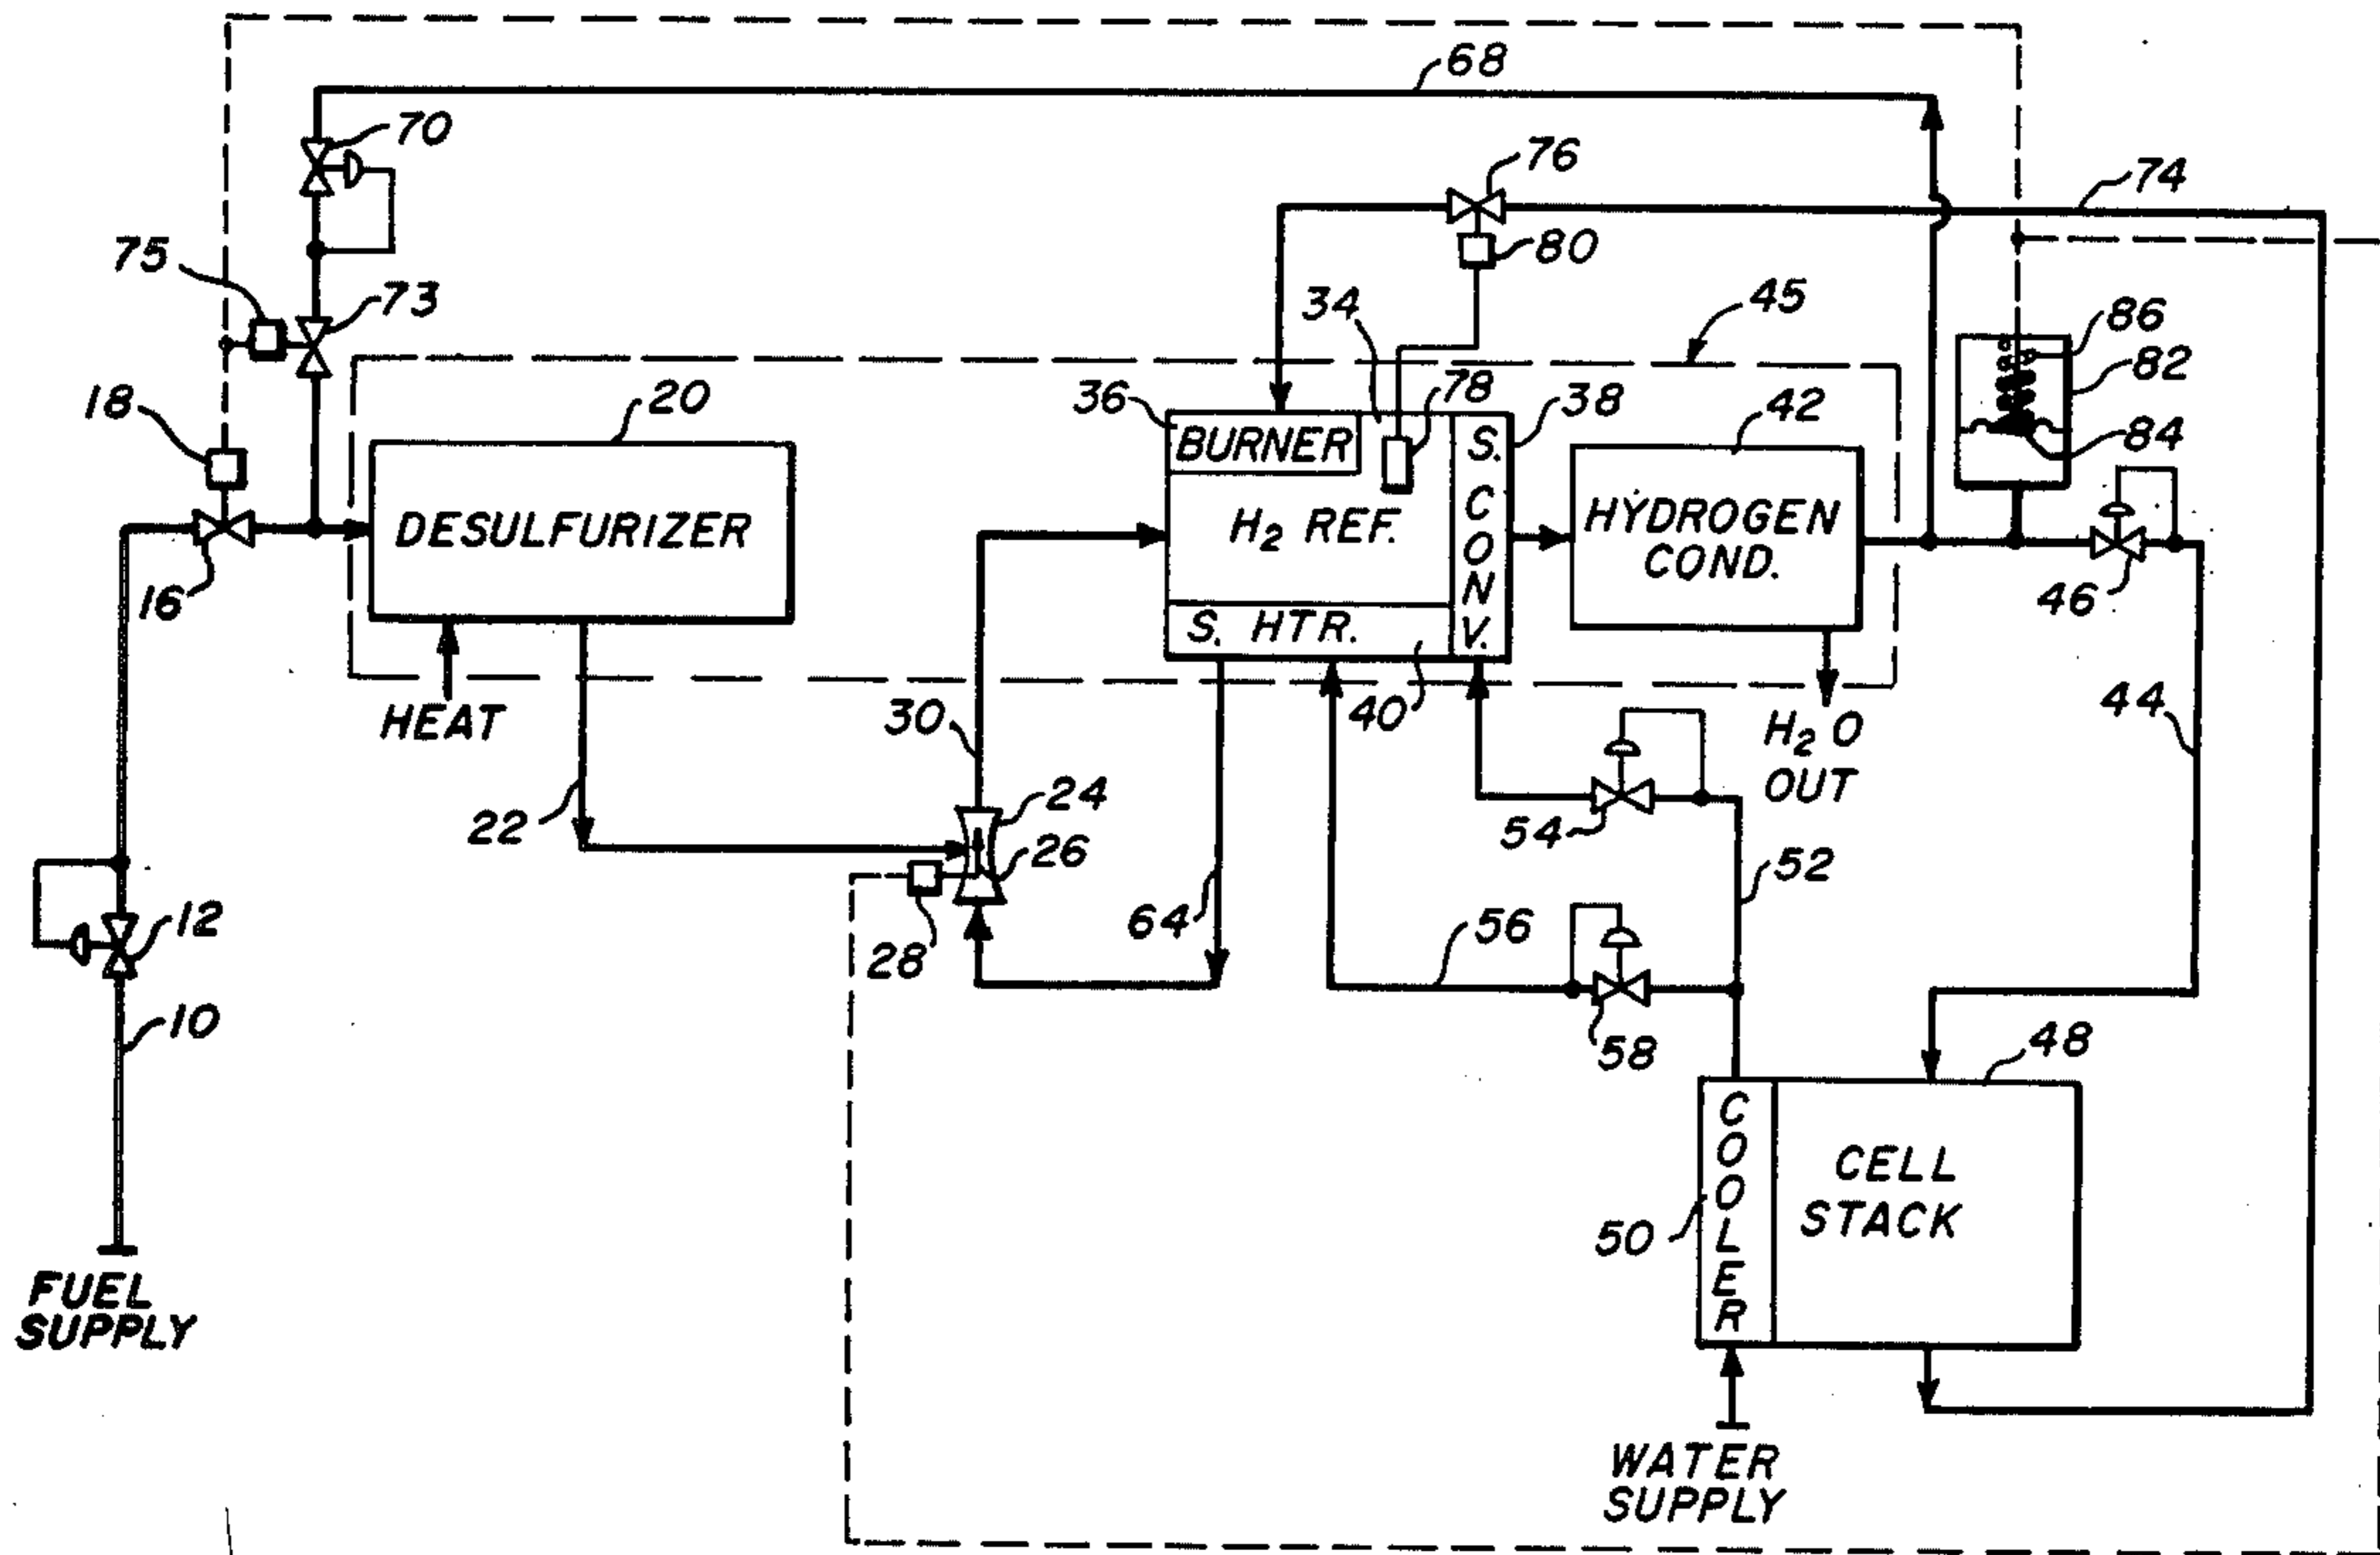 68
70
76
74
75
80
73
34
45
86
18
20
36
78
38
42
82
BURNER
S. CONV.
84
DESULFURIZER
H₂ REF.
HYDROGEN
COND.
16
46
S. HTR.
HEAT
30
40
H₂O
OUT
44
22
24
54
26
52
12
28
64
56
10
58
48
COOLER
CELL
STACK
50
FUEL
SUPPLY
WATER
SUPPLY